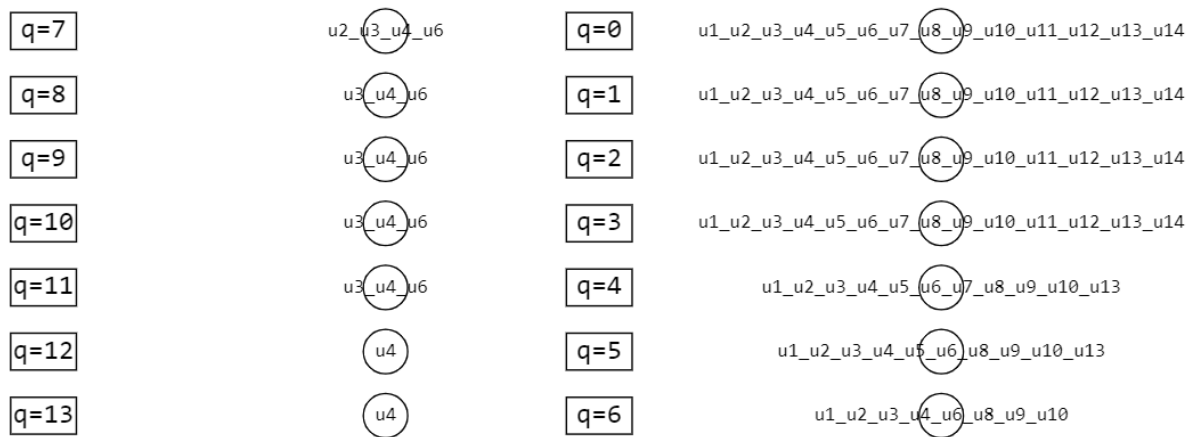 q=7 u2_u3_u4_u6 q=0 u1_u2_u3_u4_u5_u6_u7_u8_u9_u10_u11_u12_u13_u14
q=8 u3_u4_u6 q=1 u1_u2_u3_u4_u5_u6_u7_u8_u9_u10_u11_u12_u13_u14
q=9 u3_u4_u6 q=2 u1_u2_u3_u4_u5_u6_u7_u8_u9_u10_u11_u12_u13_u14
q=10 u3_u4_u6 q=3 u1_u2_u3_u4_u5_u6_u7_u8_u9_u10_u11_u12_u13_u14
q=11 u3_u4_u6 q=4 u1_u2_u3_u4_u5_u6_u7_u8_u9_u10_u13
q=12 u4 q=5 u1_u2_u3_u4_u5_u6_u8_u9_u10_u13
q=13 u4 q=6 u1_u2_u3_u4_u6_u8_u9_u10